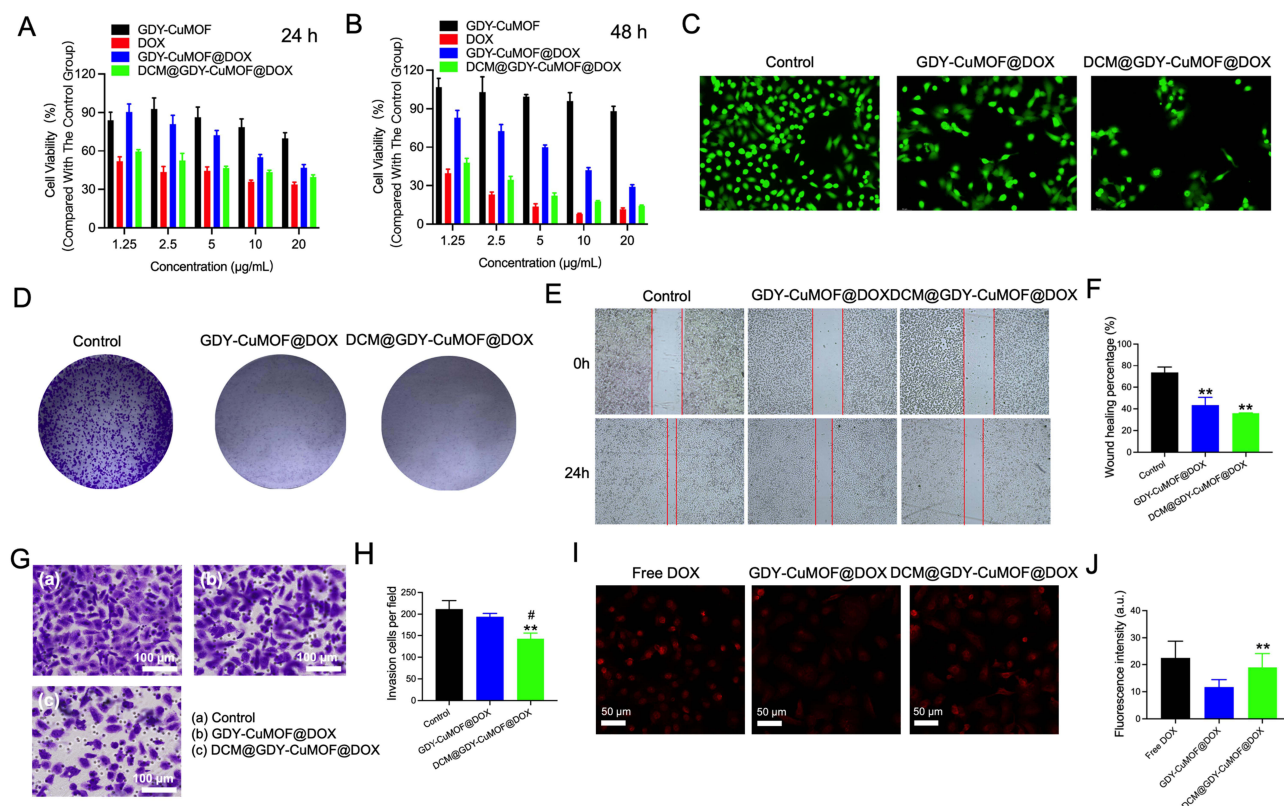 A
GDY-CuMOF
DOX
GDY-CuMOF@DOX
DCM@GDY-CuMOF@DOX
24 h
Cell Viability (%)
(Compared With The Control Group)
120
90
60
30
0
1.25
2.5
5
10
20
Concentration (µg/mL)
B
GDY-CuMOF
DOX
GDY-CuMOF@DOX
DCM@GDY-CuMOF@DOX
48 h
Cell Viability (%)
(Compared With The Control Group)
120
90
60
30
0
1.25
2.5
5
10
20
Concentration (µg/mL)
C
Control
GDY-CuMOF@DOX
DCM@GDY-CuMOF@DOX
D
Control
GDY-CuMOF@DOX
DCM@GDY-CuMOF@DOX
E
Control
GDY-CuMOF@DOX
DCM@GDY-CuMOF@DOX
0h
24h
F
Wound healing percentage (%)
100
80
60
40
20
0
**
**
Control
GDY-CuMOF@DOX
DCM@GDY-CuMOF@DOX
G
(a)
100 µm
(b)
100 µm
(c)
100 µm
(a) Control
(b) GDY-CuMOF@DOX
(c) DCM@GDY-CuMOF@DOX
H
Invasion cells per field
250
200
150
100
50
0
#
**
Control
GDY-CuMOF@DOX
DCM@GDY-CuMOF@DOX
I
Free DOX
GDY-CuMOF@DOX
DCM@GDY-CuMOF@DOX
50 µm
50 µm
50 µm
J
Fluorescence intensity (a.u.)
40
30
20
10
0
**
Free DOX
GDY-CuMOF@DOX
DCM@GDY-CuMOF@DOX